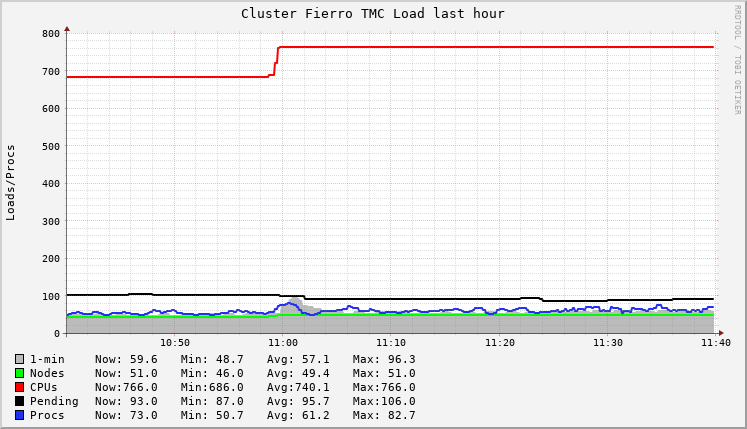 Cluster Fierro TMC Load last hour
RRDTOOL / TOBI OETIKER
Loads/Procs
800
700
600
500
400
300
200
100
0
10:50 11:00 11:10 11:20 11:30 11:40
1-min Now: 59.6 Min: 48.7 Avg: 57.1 Max: 96.3
Nodes Now: 51.0 Min: 46.0 Avg: 49.4 Max: 51.0
CPUs Now:766.0 Min:686.0 Avg:740.1 Max:766.0
Pending Now: 93.0 Min: 87.0 Avg: 95.7 Max:106.0
Procs Now: 73.0 Min: 50.7 Avg: 61.2 Max: 82.7